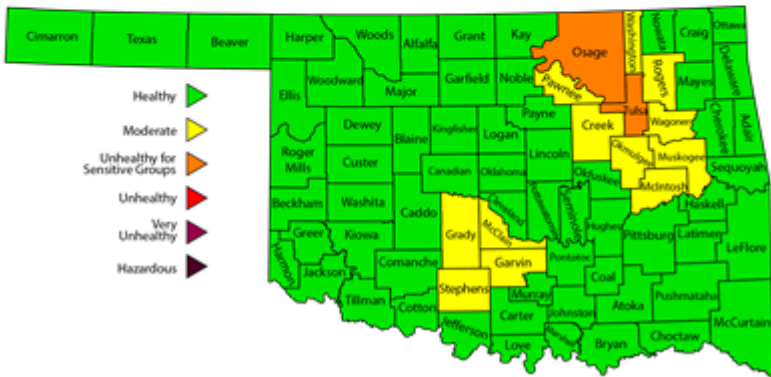 Cimarron
Texas
Beaver
Harper
Woods
Alfalfa
Grant
Kay
Osage
Washington
Nowata
Craig
Ottawa
Rogers
Mayes
Delaware
Ellis
Woodward
Major
Garfield
Noble
Pawnee
Healthy
Moderate
Unhealthy for
Sensitive Groups
Unhealthy
Very
Unhealthy
Hazardous
Dewey
Blaine
Kingfisher
Logan
Payne
Creek
Tulsa
Wagoner
Cherokee
Adair
Roger
Mills
Custer
Canadian
Oklahoma
Lincoln
Okfuskee
Okmulgee
Muskogee
McIntosh
Sequoyah
Beckham
Washita
Caddo
Grady
McClain
Cleveland
Pottawatomie
Seminole
Hughes
Pittsburg
Haskell
Latimer
LeFlore
Harmon
Greer
Kiowa
Jackson
Comanche
Stephens
Garvin
Pontotoc
Coal
Tillman
Cotton
Jefferson
Murray
Carter
Johnston
Atoka
Pushmataha
McCurtain
Love
Marshall
Bryan
Choctaw